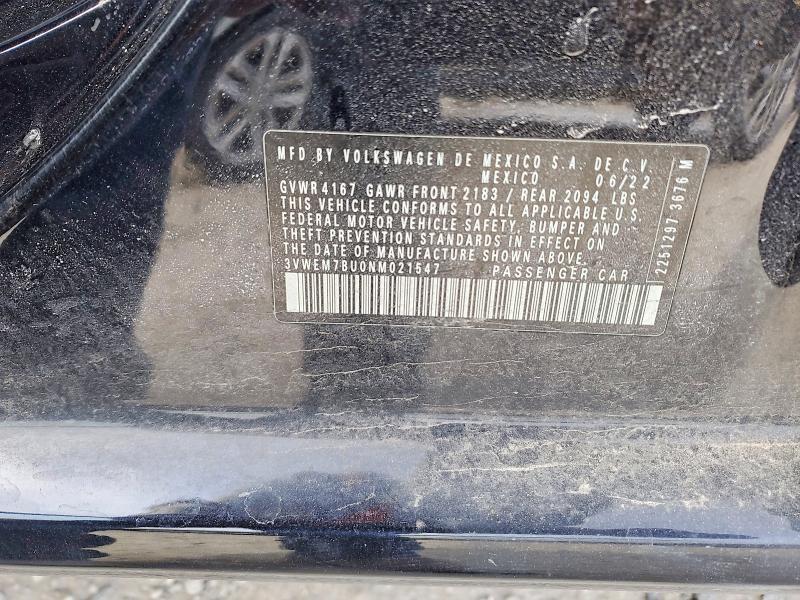 MFD BY VOLKSWAGEN DE MEXICO S.A. DE C.V.
MEXICO 06/22
GVWR 4167 GAWR FRONT 2183 / REAR 2094 LBS
THIS VEHICLE CONFORMS TO ALL APPLICABLE U.S.
FEDERAL MOTOR VEHICLE SAFETY, BUMPER AND
THEFT PREVENTION STANDARDS IN EFFECT ON
THE DATE OF MANUFACTURE SHOWN ABOVE.
3VWEM7BU0NM021547 PASSENGER CAR
2251297 3676 M